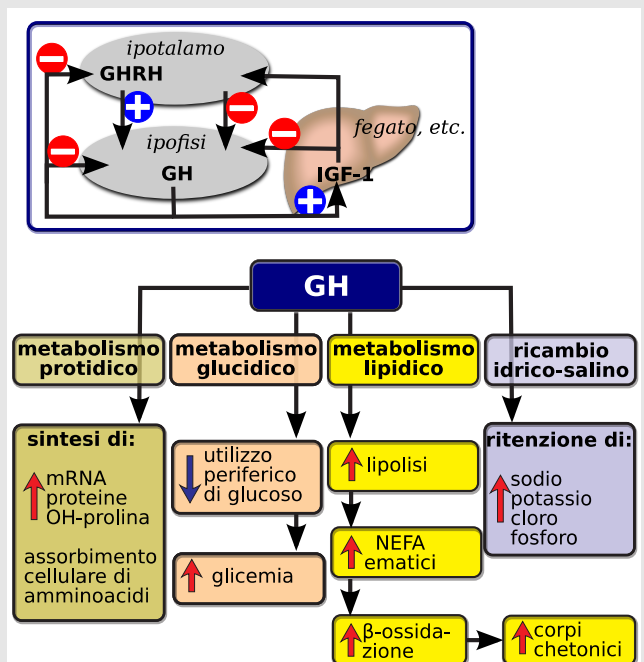 ipotalamo
GHRH
ipofisi
GH
fegato, etc.
IGF-1
GH
metabolismo
protidico
metabolismo
glucidico
metabolismo
lipidico
ricambio
idrico-salino
sintesi di:
mRNA
proteine
OH-prolina
assorbimento
cellulare di
amminoacidi
utilizzo
periferico
di glucoso
glicemia
lipolisi
NEFA
ematici
β-ossida-
zione
corpi
chetonici
ritenzione di:
sodio
potassio
cloro
fosforo